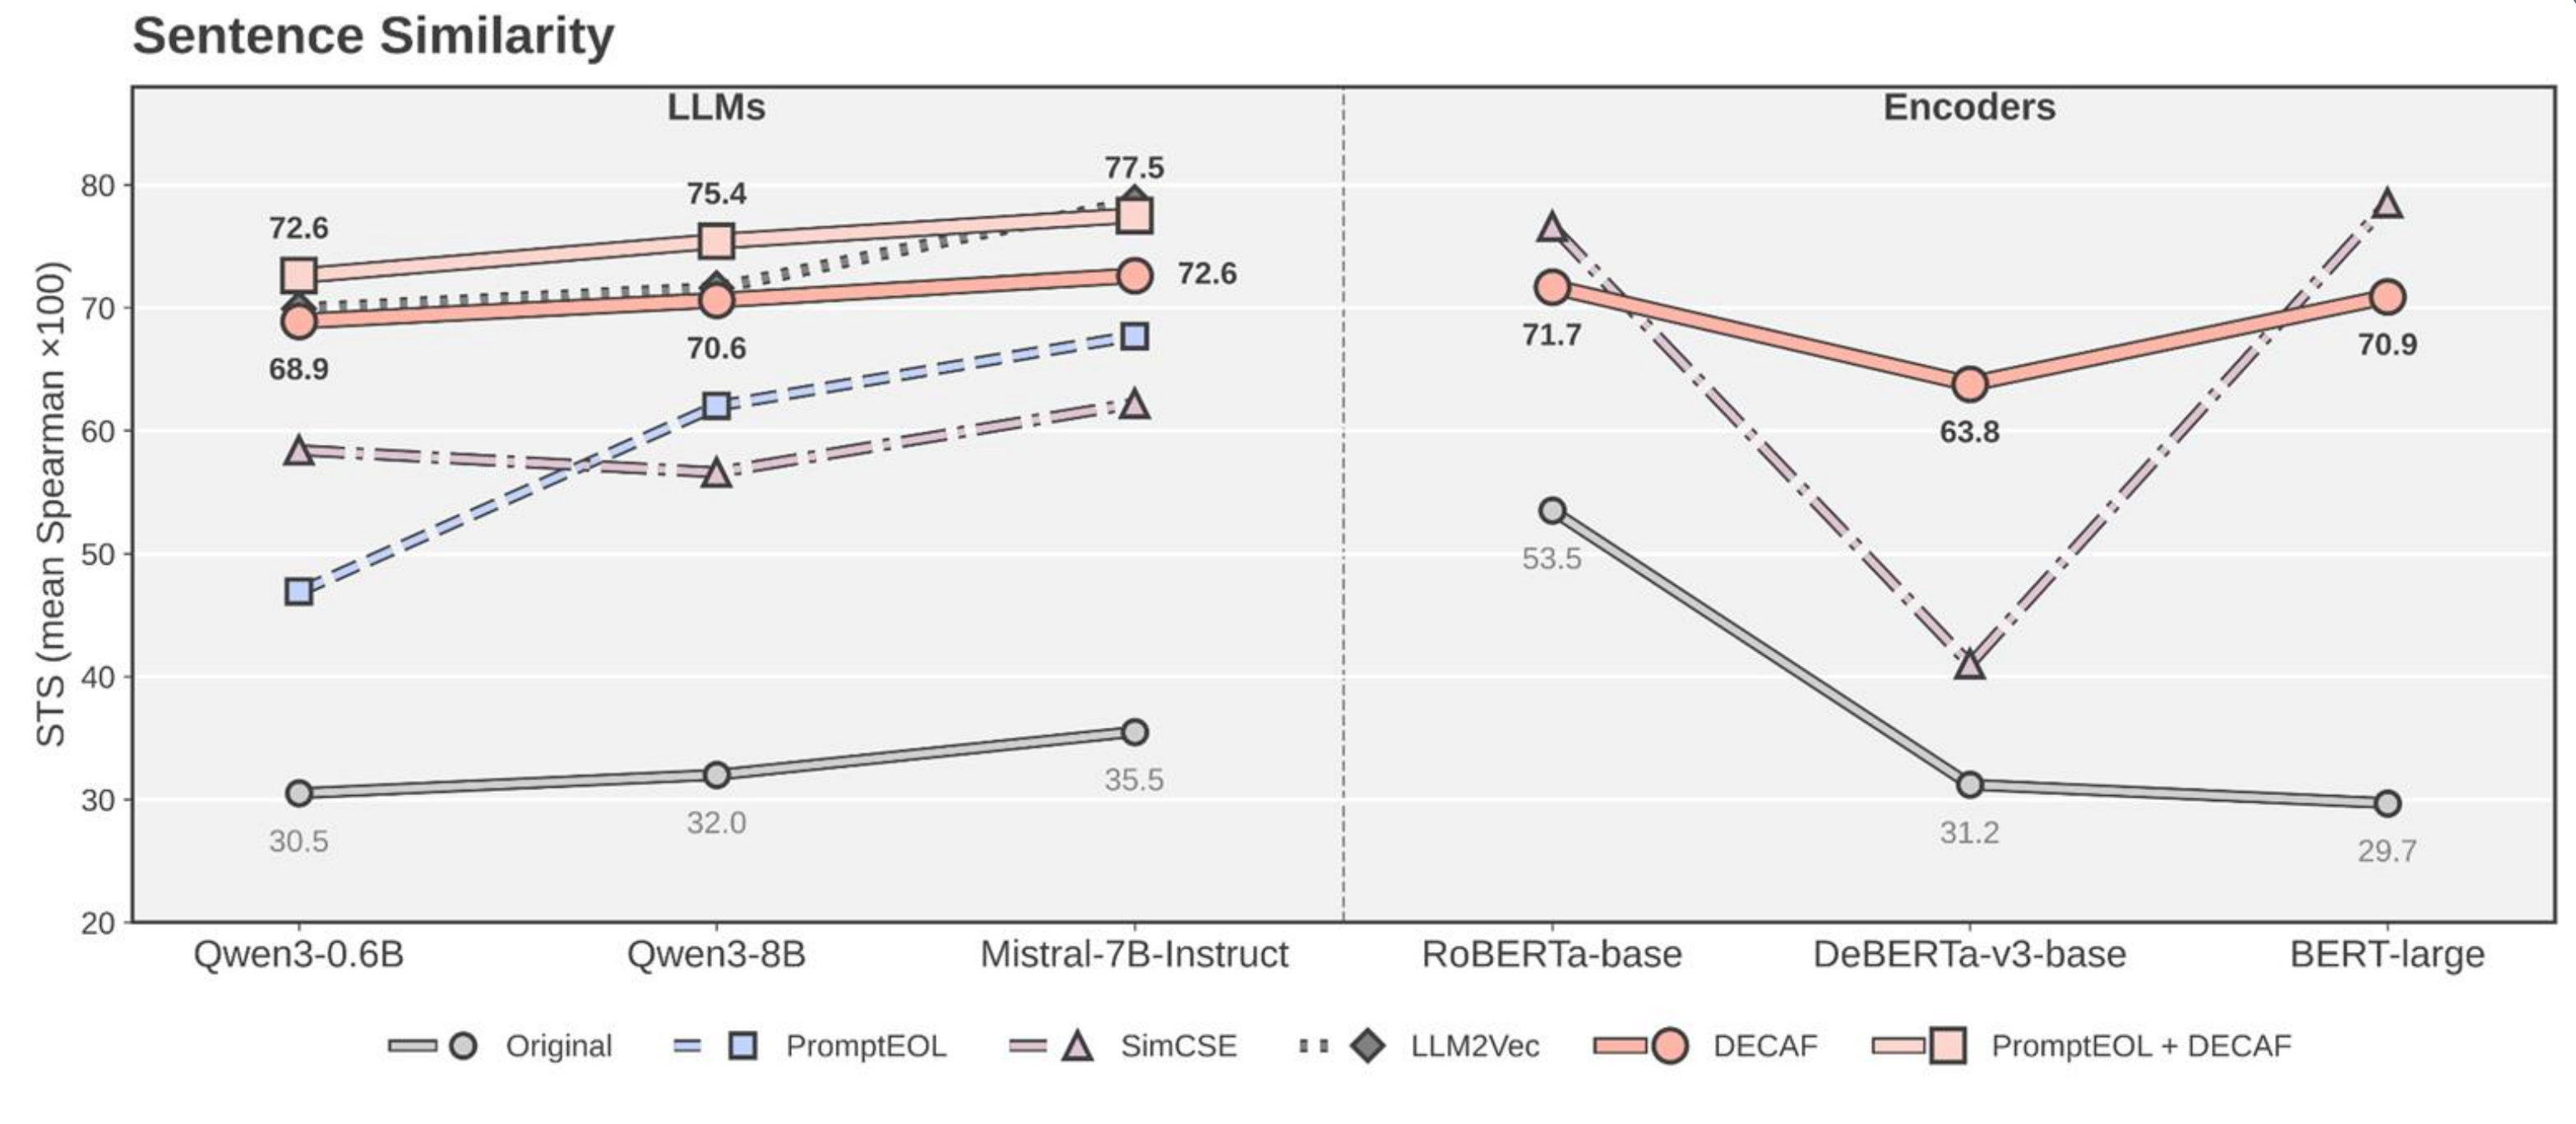 Sentence Similarity
LLMs
Encoders
STS (mean Spearman ×100)
80
70
60
50
40
30
20
72.6
75.4
77.5
68.9
70.6
72.6
30.5
32.0
35.5
71.7
63.8
70.9
53.5
31.2
29.7
Qwen3-0.6B
Qwen3-8B
Mistral-7B-Instruct
RoBERTa-base
DeBERTa-v3-base
BERT-large
Original
PromptEOL
SimCSE
LLM2Vec
DECAF
PromptEOL + DECAF